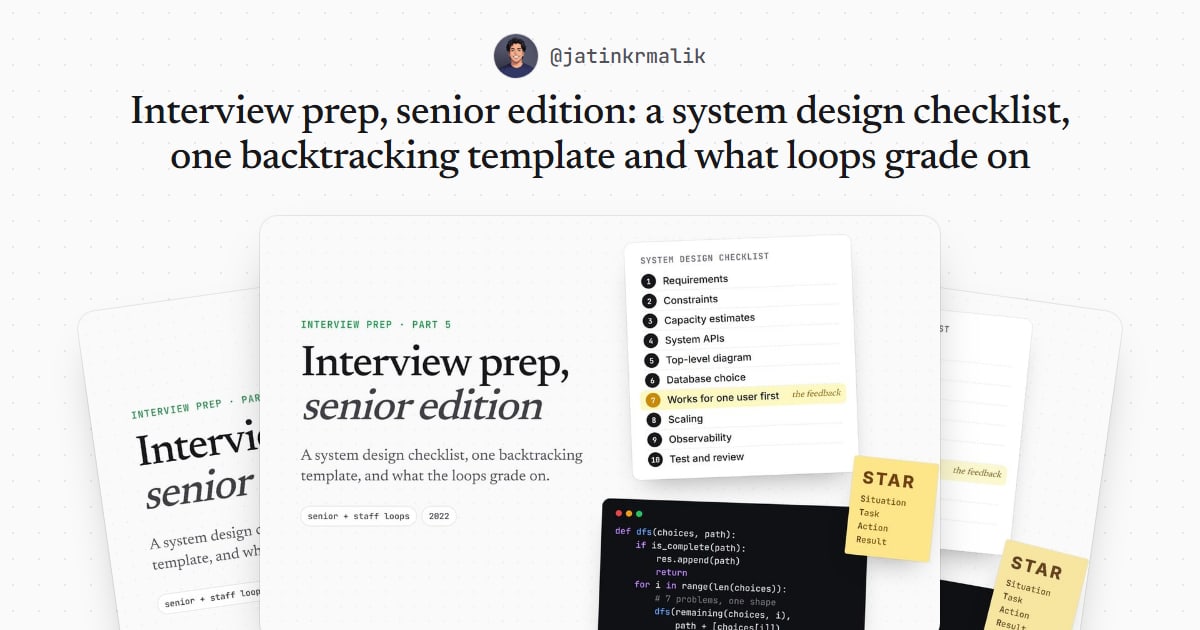 @jatinkrmalik
Interview prep, senior edition: a system design checklist,
one backtracking template and what loops grade on
INTERVIEW PREP · PART 5
Interview prep,
senior edition
A system design checklist, one backtracking
template, and what the loops grade on.
senior + staff loops
2022
SYSTEM DESIGN CHECKLIST
1 Requirements
2 Constraints
3 Capacity estimates
4 System APIs
5 Top-level diagram
6 Database choice
7 Works for one user first the feedback
8 Scaling
9 Observability
10 Test and review
STAR
Situation
Task
Action
Result
def dfs(choices, path):
if is_complete(path):
res.append(path)
return
for i in range(len(choices)):
# 7 problems, one shape
dfs(remaining(choices, i),
path + [choices[i]])
INTERVIEW PREP · PAR
Intervi
senior
A system design c
template, and wh
senior + staff loop
ST
the feedback
STAR
Situation
Task
Action
Result